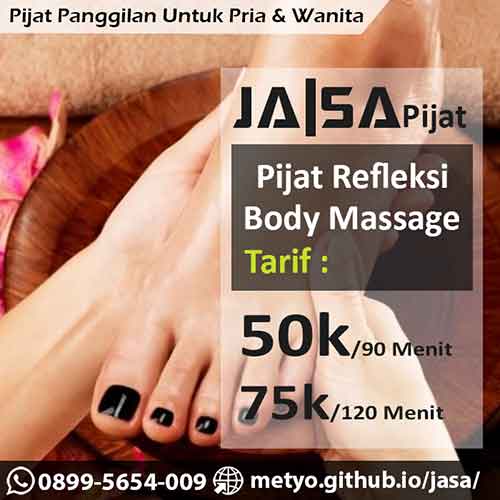 Pijat Panggilan Untuk Pria & Wanita
JA|SA Pijat
Pijat Refleksi
Body Massage
Tarif :
50k/90 Menit
75k/120 Menit
0899-5654-009 metyo.github.io/jasa/